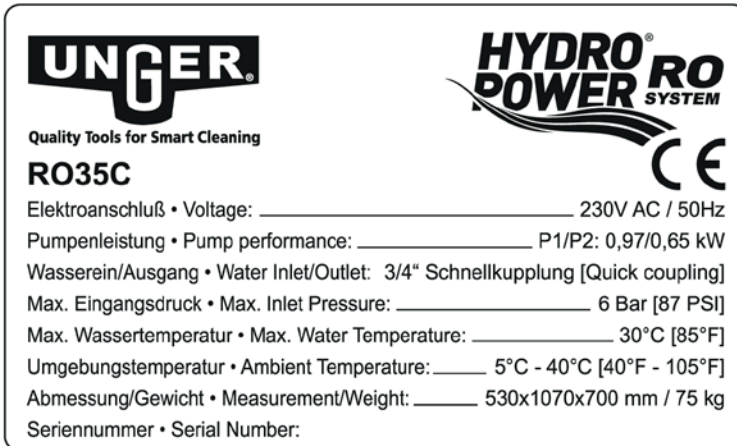 UNGER®
Quality Tools for Smart Cleaning
HYDRO®
POWER RO
SYSTEM
CE
RO35C
Elektroanschluß • Voltage: 230V AC / 50Hz
Pumpenleistung • Pump performance: P1/P2: 0,97/0,65 kW
Wasserein/Ausgang • Water Inlet/Outlet: 3/4“ Schnellkupplung [Quick coupling]
Max. Eingangsdruck • Max. Inlet Pressure: 6 Bar [87 PSI]
Max. Wassertemperatur • Max. Water Temperature: 30°C [85°F]
Umgebungstemperatur • Ambient Temperature: 5°C - 40°C [40°F - 105°F]
Abmessung/Gewicht • Measurement/Weight: 530x1070x700 mm / 75 kg
Seriennummer • Serial Number: